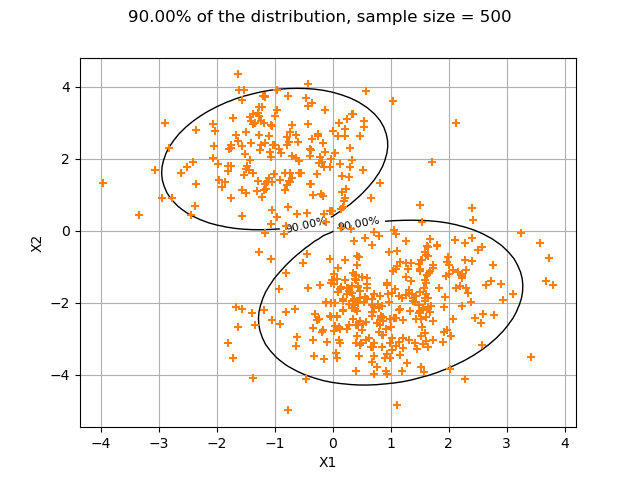 90.00% of the distribution, sample size = 500
X2
4
2
0
−2
−4
90.00% 90.00%
−4 −3 −2 −1 0 1 2 3 4
X1